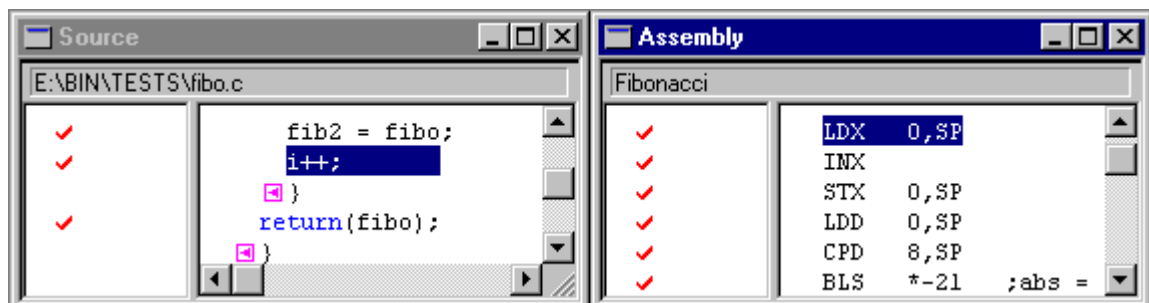 Source
E:\BIN\TESTS\fibo.c
fib2 = fibo;
i++;
}
return(fibo);
}
Assembly
Fibonacci
LDX 0,SP
INX
STX 0,SP
LDD 0,SP
CPD 8,SP
BLS *-21 ;abs =